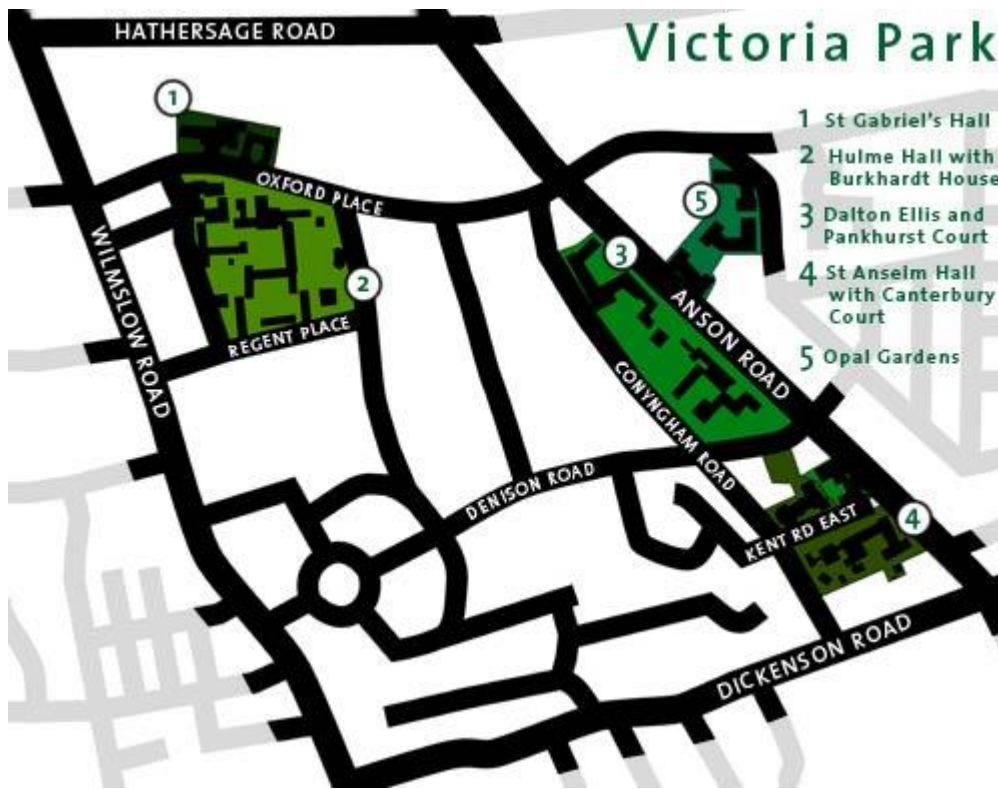 HATHERSAGE ROAD
Victoria Park
1 St Gabriel's Hall
2 Hulme Hall with
Burkhardt House
3 Dalton Ellis and
Pankhurst Court
4 St Anselm Hall
with Canterbury
Court
5 Opal Gardens
1
OXFORD PLACE
5
WILMSLOW ROAD
3
2
ANSON ROAD
REGENT PLACE
CONYNGHAM ROAD
DENISON ROAD
KENT RD EAST
4
DICKENSON ROAD